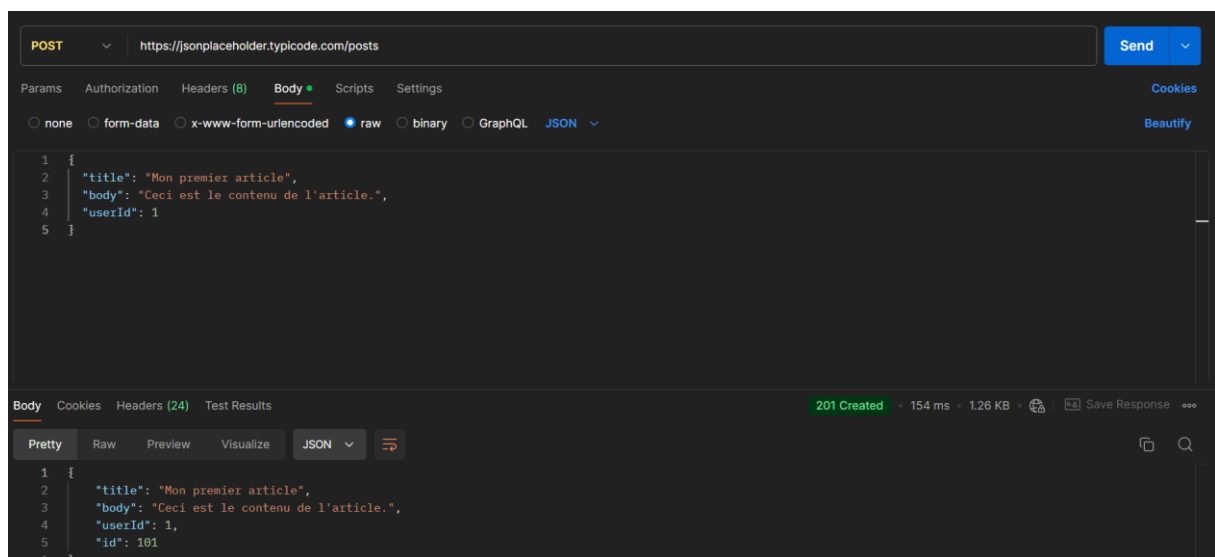 POST https://jsonplaceholder.typicode.com/posts Send
Params Authorization Headers (8) Body Scripts Settings Cookies
none form-data x-www-form-urlencoded raw binary GraphQL JSON Beautify
1 {
2 "title": "Mon premier article",
3 "body": "Ceci est le contenu de l'article.",
4 "userId": 1
5 }
Body Cookies Headers (24) Test Results 201 Created • 154 ms • 1.26 KB • Save Response
Pretty Raw Preview Visualize JSON
1 {
2 "title": "Mon premier article",
3 "body": "Ceci est le contenu de l'article.",
4 "userId": 1,
5 "id": 101